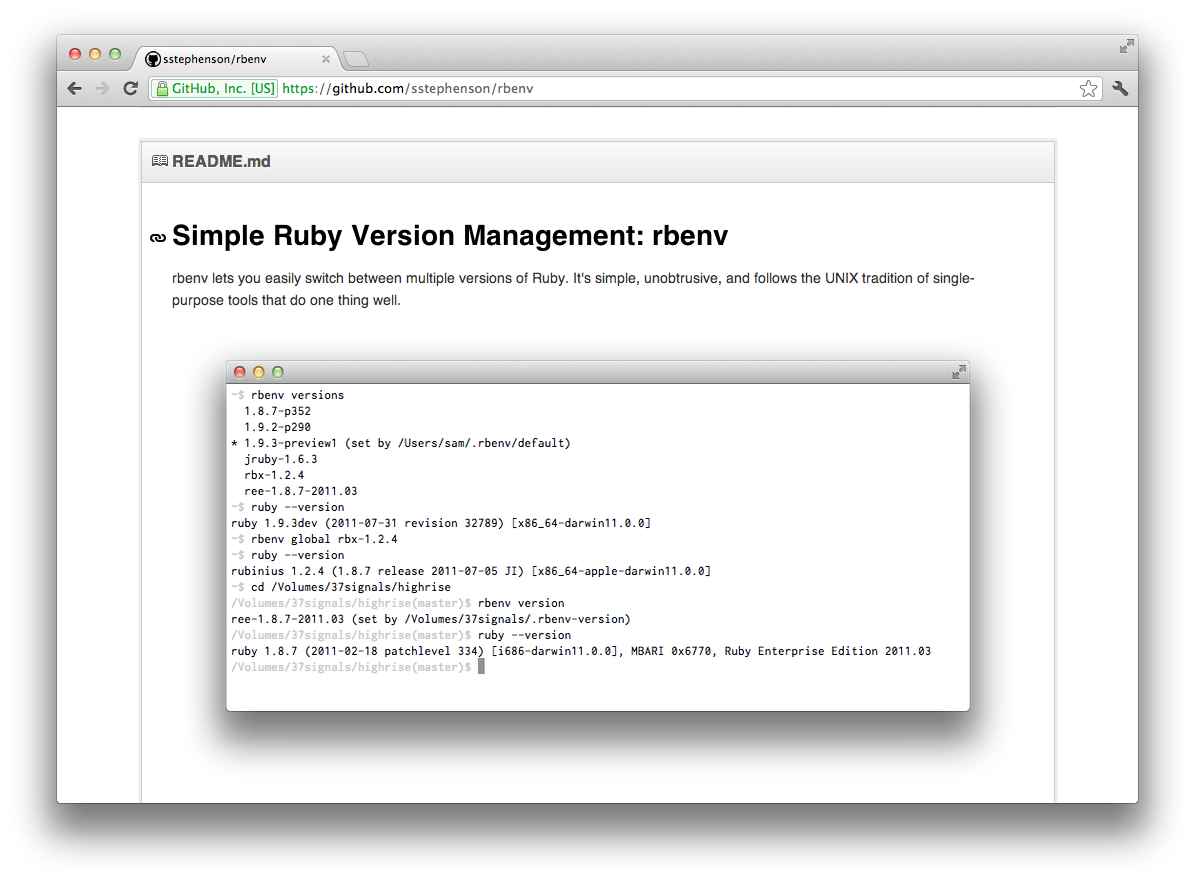 sstephenson/rbenv
GitHub, Inc. [US] https://github.com/sstephenson/rbenv
README.md
Simple Ruby Version Management: rbenv
rbenv lets you easily switch between multiple versions of Ruby. It's simple, unobtrusive, and follows the UNIX tradition of single-
purpose tools that do one thing well.
~$ rbenv versions
  1.8.7-p352
  1.9.2-p290
* 1.9.3-preview1 (set by /Users/sam/.rbenv/default)
  jruby-1.6.3
  rbx-1.2.4
  ree-1.8.7-2011.03
~$ ruby --version
ruby 1.9.3dev (2011-07-31 revision 32789) [x86_64-darwin11.0.0]
~$ rbenv global rbx-1.2.4
~$ ruby --version
rubinius 1.2.4 (1.8.7 release 2011-07-05 JI) [x86_64-apple-darwin11.0.0]
~$ cd /Volumes/37signals/highrise
/Volumes/37signals/highrise(master)$ rbenv version
ree-1.8.7-2011.03 (set by /Volumes/37signals/.rbenv-version)
/Volumes/37signals/highrise(master)$ ruby --version
ruby 1.8.7 (2011-02-18 patchlevel 334) [i686-darwin11.0.0], MBARI 0x6770, Ruby Enterprise Edition 2011.03
/Volumes/37signals/highrise(master)$